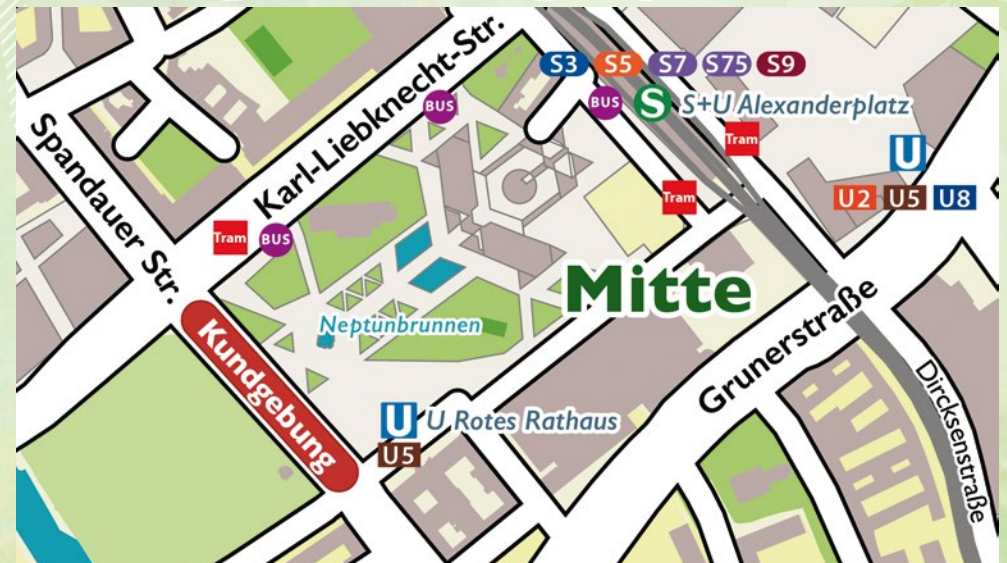 Karl-Liebknecht-Str.
S3 S5 S7 S75 S9
BUS
BUS
S
S+U Alexanderplatz
Spandauer Str.
Tram
U
Tram
U2 U5 U8
Tram
BUS
Mitte
Neptunbrunnen
Kundgebung
Grunerstraße
Dircksenstraße
U
U Rotes Rathaus
U5